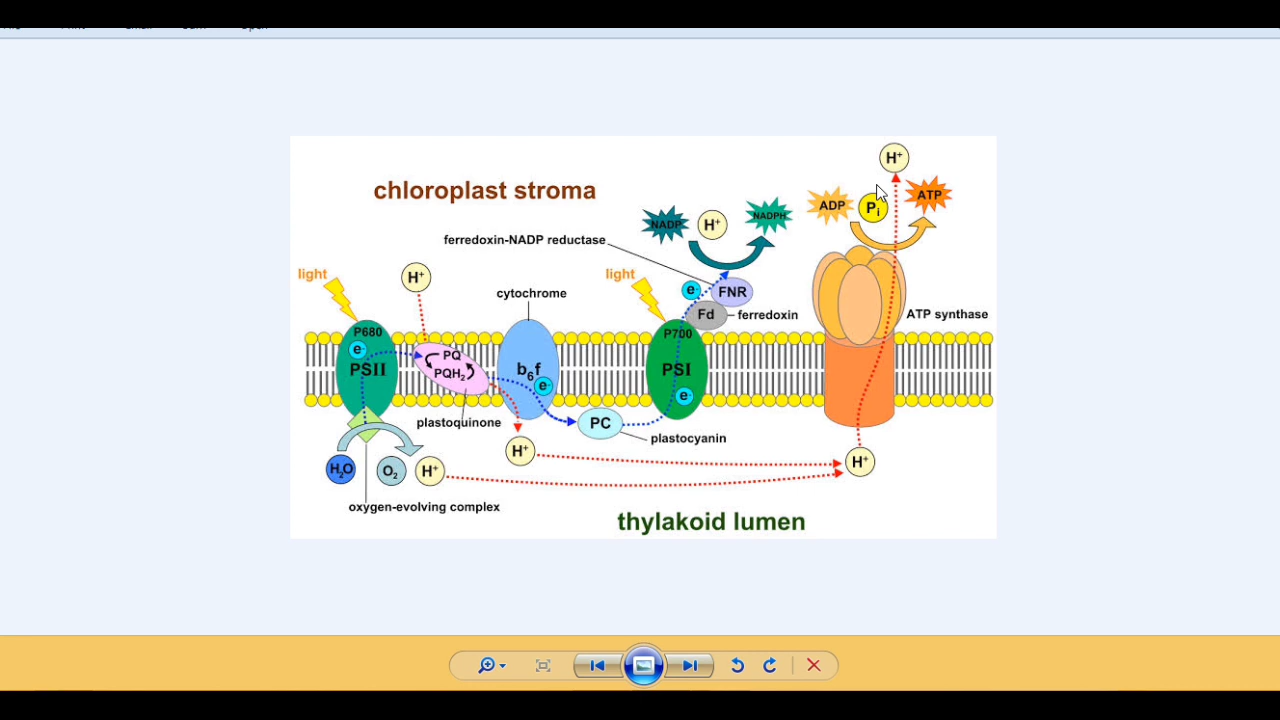 chloroplast stroma
H⁺
ADP
Pᵢ
ATP
NADP
H⁺
NADPH
ferredoxin-NADP reductase
light
H⁺
cytochrome
light
e⁻
FNR
Fd
ferredoxin
ATP synthase
P680
e⁻
PSII
PQ
PQH₂
b₆f
e⁻
P700
PSI
e⁻
plastoquinone
PC
plastocyanin
H₂O
O₂
H⁺
H⁺
H⁺
oxygen-evolving complex
thylakoid lumen